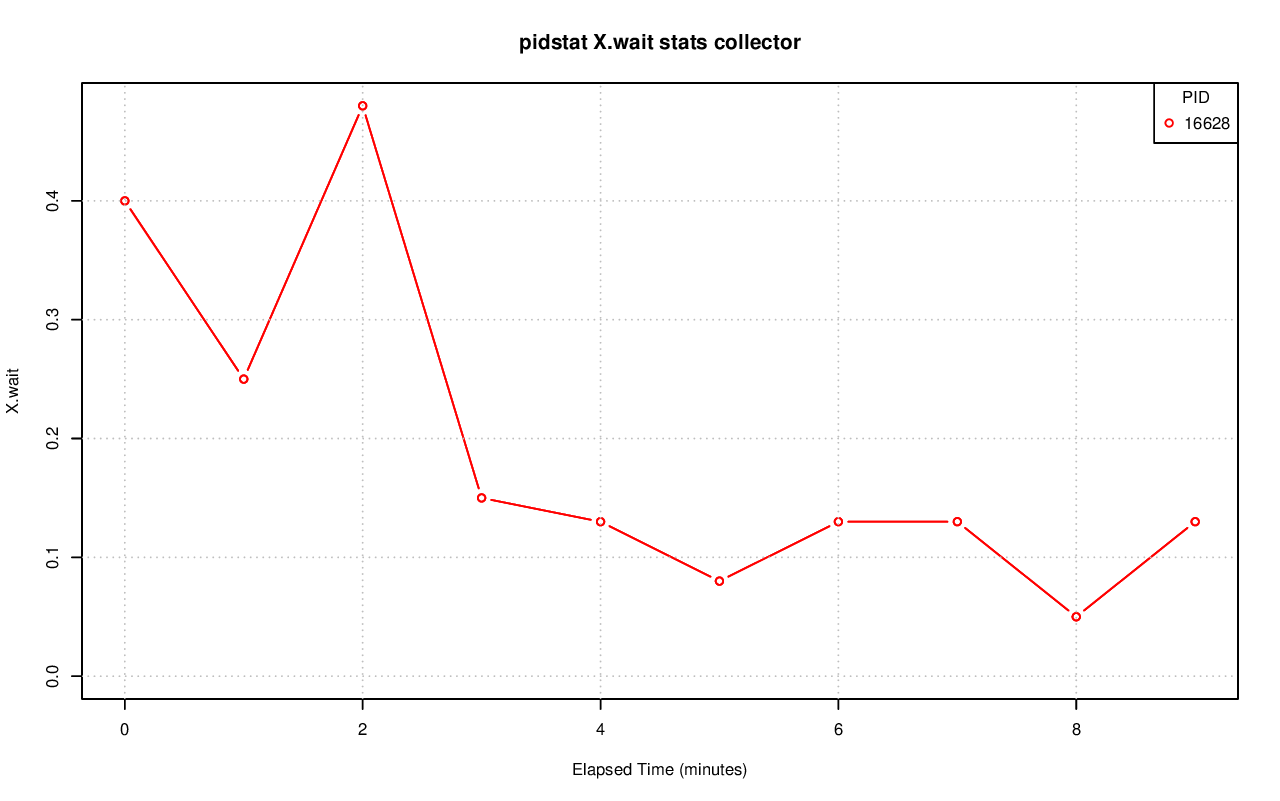 pidstat X.wait stats collector
PID
16628
X.wait
0.4
0.3
0.2
0.1
0.0
0 2 4 6 8
Elapsed Time (minutes)